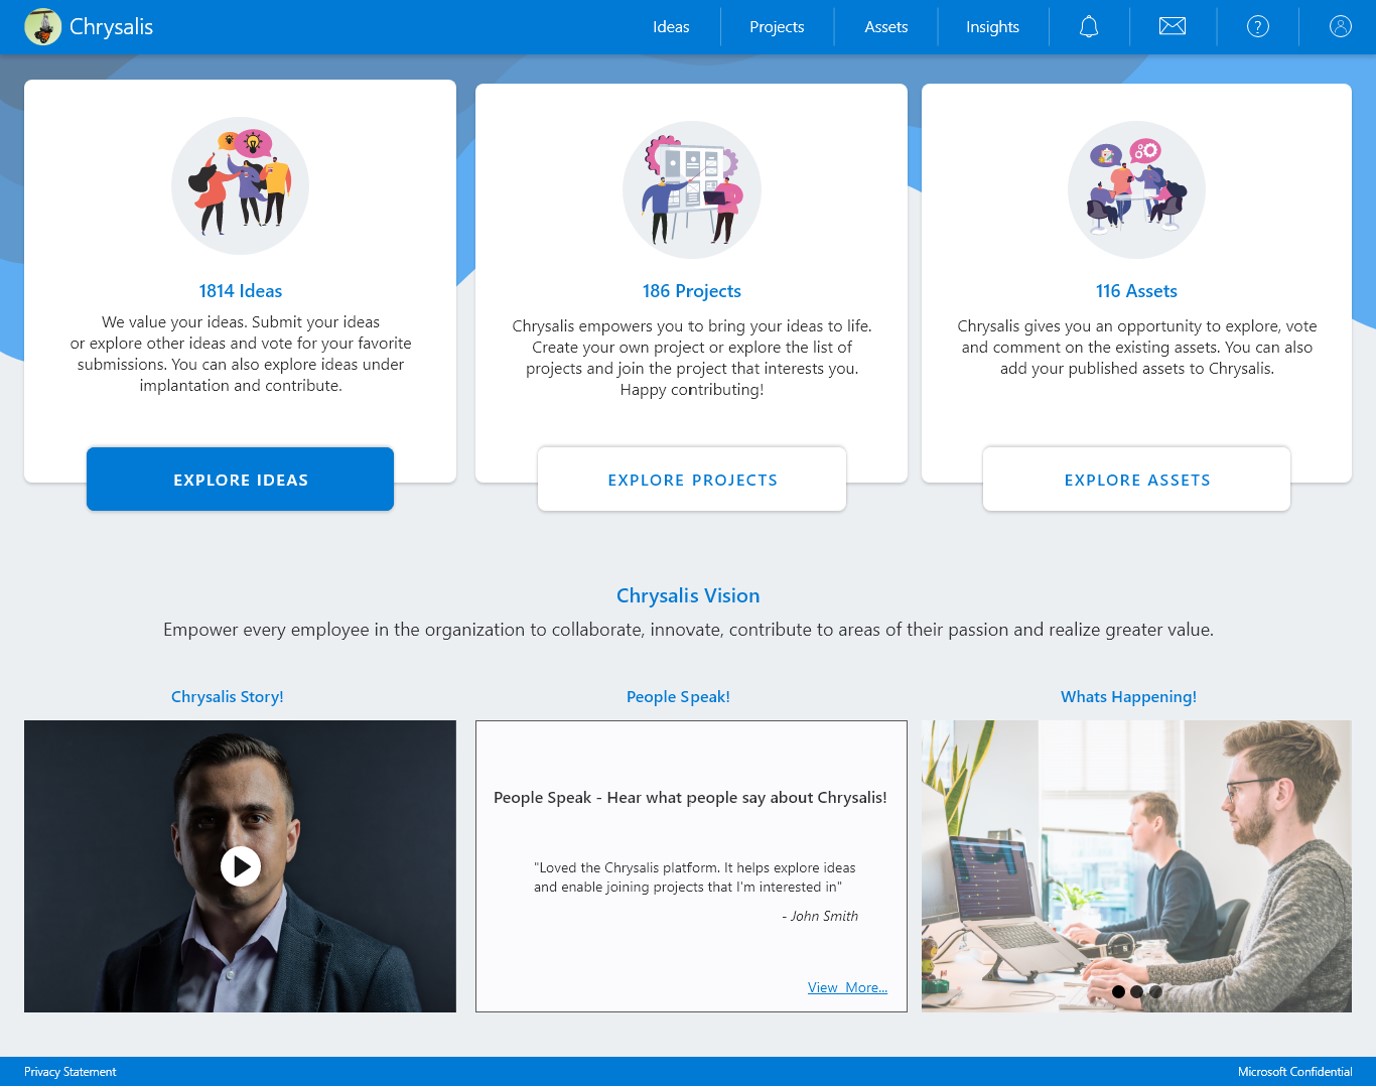 Chrysalis
Ideas
Projects
Assets
Insights
?
1814 Ideas
We value your ideas. Submit your ideas
or explore other ideas and vote for your favorite
submissions. You can also explore ideas under
implantation and contribute.
EXPLORE IDEAS
186 Projects
Chrysalis empowers you to bring your ideas to life.
Create your own project or explore the list of
projects and join the project that interests you.
Happy contributing!
EXPLORE PROJECTS
116 Assets
Chrysalis gives you an opportunity to explore, vote
and comment on the existing assets. You can also
add your published assets to Chrysalis.
EXPLORE ASSETS
Chrysalis Vision
Empower every employee in the organization to collaborate, innovate, contribute to areas of their passion and realize greater value.
Chrysalis Story!
People Speak!
People Speak - Hear what people say about Chrysalis!
"Loved the Chrysalis platform. It helps explore ideas
and enable joining projects that I'm interested in"
- John Smith
View More...
Whats Happening!
Privacy Statement
Microsoft Confidential